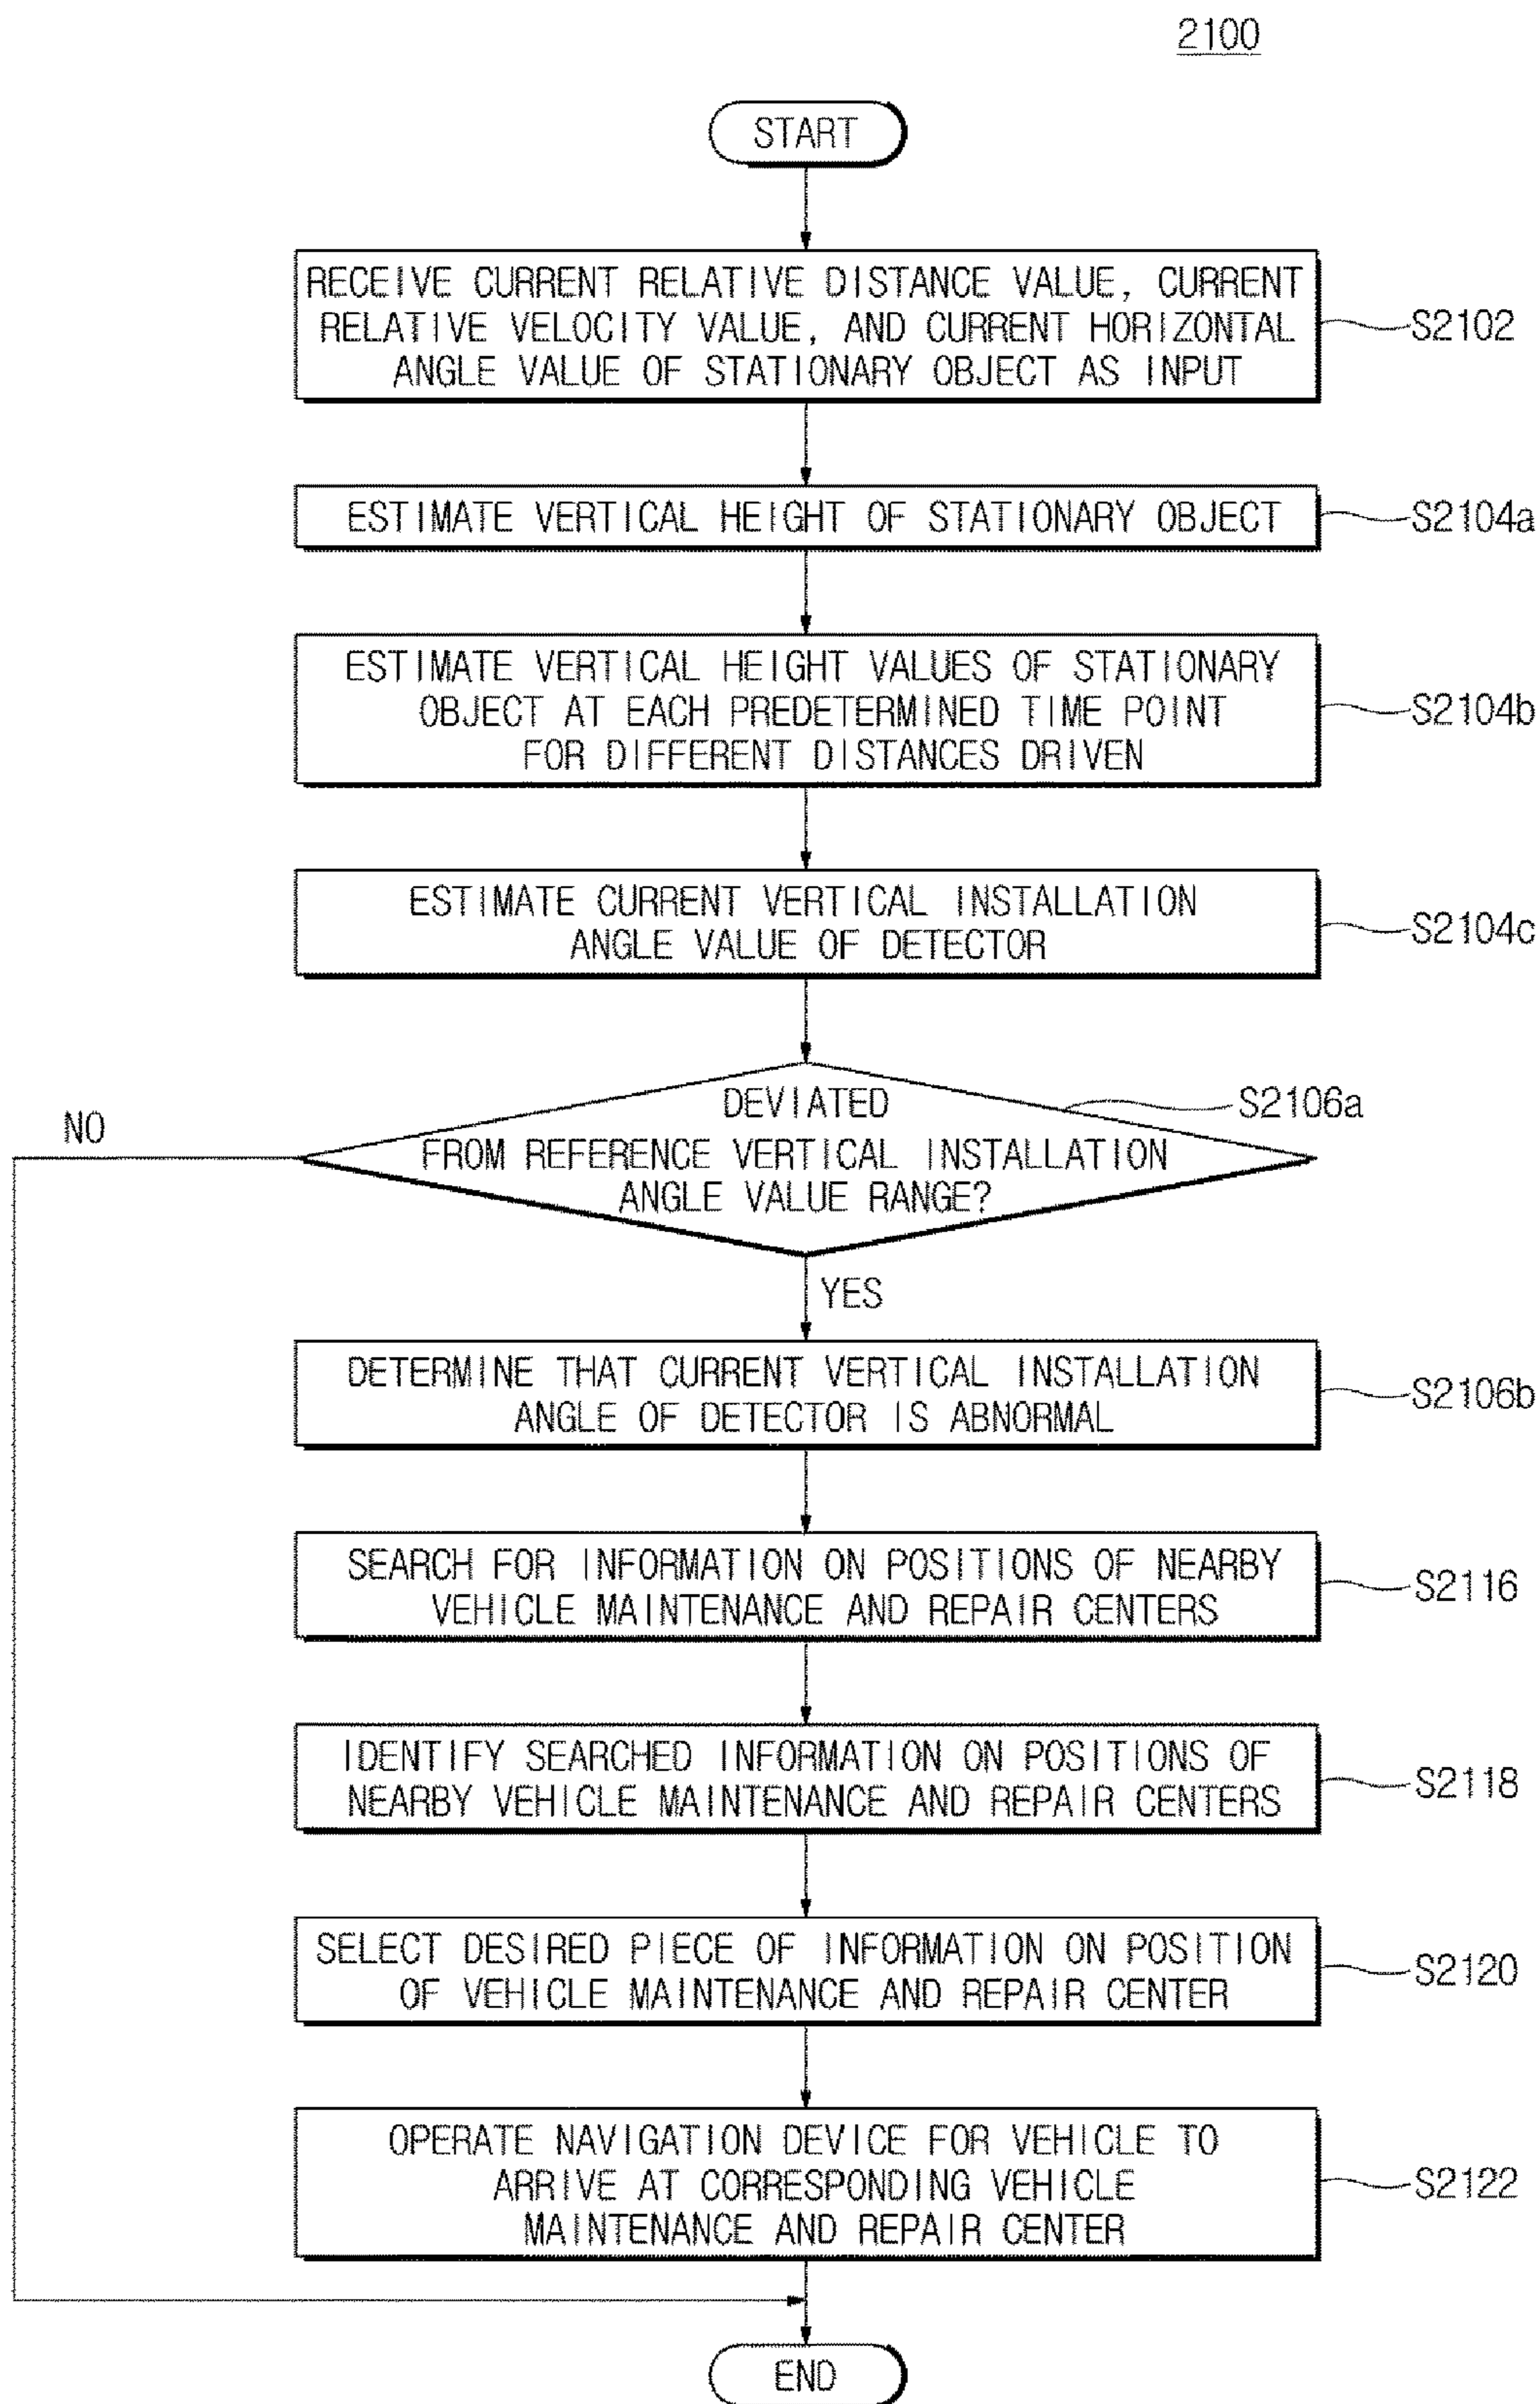 2100
START
RECEIVE CURRENT RELATIVE DISTANCE VALUE, CURRENT
RELATIVE VELOCITY VALUE, AND CURRENT HORIZONTAL
ANGLE VALUE OF STATIONARY OBJECT AS INPUT
S2102
ESTIMATE VERTICAL HEIGHT OF STATIONARY OBJECT
S2104a
ESTIMATE VERTICAL HEIGHT VALUES OF STATIONARY
OBJECT AT EACH PREDETERMINED TIME POINT
FOR DIFFERENT DISTANCES DRIVEN
S2104b
ESTIMATE CURRENT VERTICAL INSTALLATION
ANGLE VALUE OF DETECTOR
S2104c
DEVIATED
FROM REFERENCE VERTICAL INSTALLATION
ANGLE VALUE RANGE?
S2106a
NO
YES
DETERMINE THAT CURRENT VERTICAL INSTALLATION
ANGLE OF DETECTOR IS ABNORMAL
S2106b
SEARCH FOR INFORMATION ON POSITIONS OF NEARBY
VEHICLE MAINTENANCE AND REPAIR CENTERS
S2116
IDENTIFY SEARCHED INFORMATION ON POSITIONS OF
NEARBY VEHICLE MAINTENANCE AND REPAIR CENTERS
S2118
SELECT DESIRED PIECE OF INFORMATION ON POSITION
OF VEHICLE MAINTENANCE AND REPAIR CENTER
S2120
OPERATE NAVIGATION DEVICE FOR VEHICLE TO
ARRIVE AT CORRESPONDING VEHICLE
MAINTENANCE AND REPAIR CENTER
S2122
END